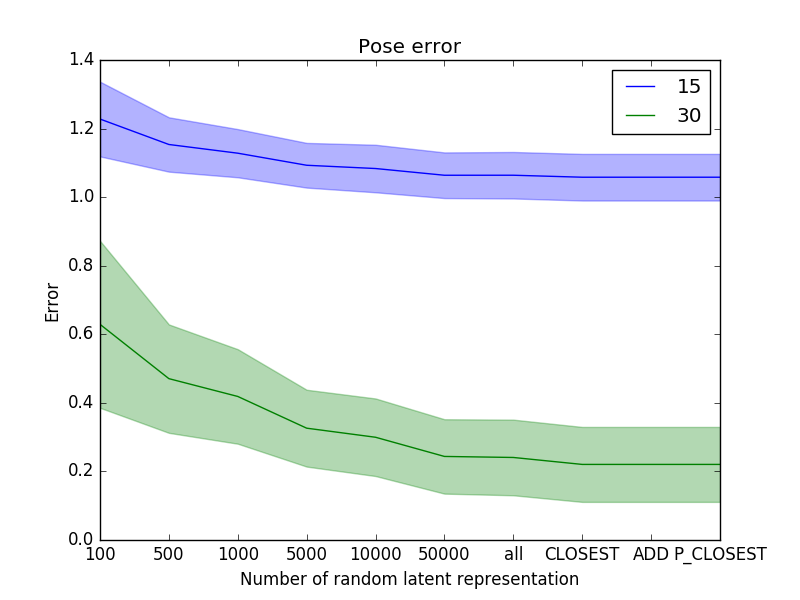 Pose error
1.4
1.2
1.0
0.8
0.6
0.4
0.2
0.0
Error
15
30
100 500 1000 5000 10000 50000 all CLOSEST ADD P_CLOSEST
Number of random latent representation